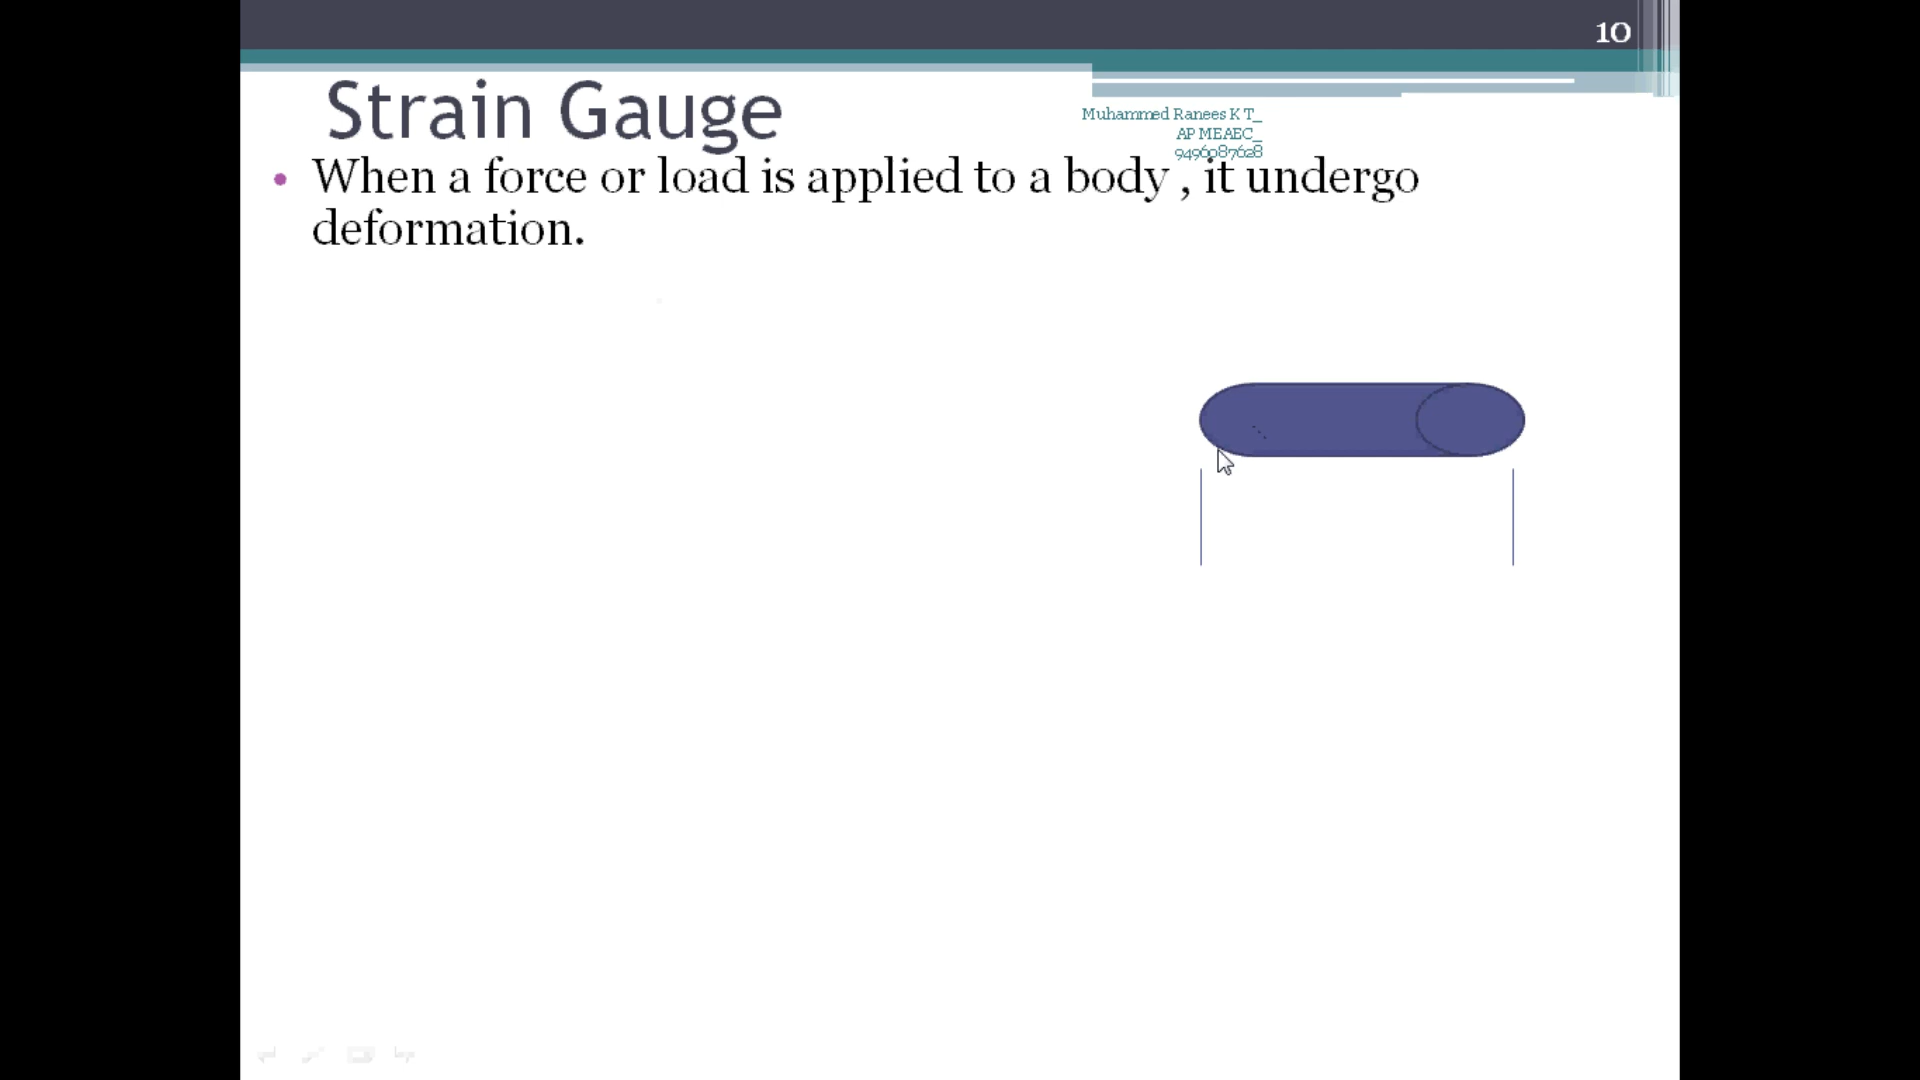 10
Strain Gauge
Muhammed Ranees K T_
AP MEAEC_
9496087628
• When a force or load is applied to a body , it undergo
deformation.